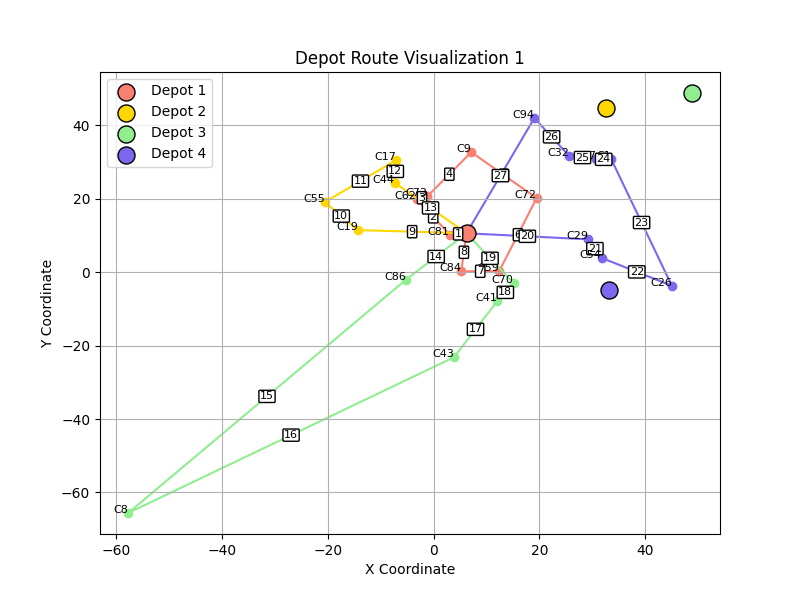 Depot Route Visualization 1
Depot 1
Depot 2
Depot 3
Depot 4
Y Coordinate
40
20
0
−20
−40
−60
−60
−40
−20
0
20
40
X Coordinate
C94
C9
C32
C17
C44
C72
C55
C19
C81
C29
C84
C70
C86
C41
C26
C43
C8
26
25
24
12
11
4
27
13
10
2
23
9
1
20
8
21
14
19
7
22
18
17
15
16